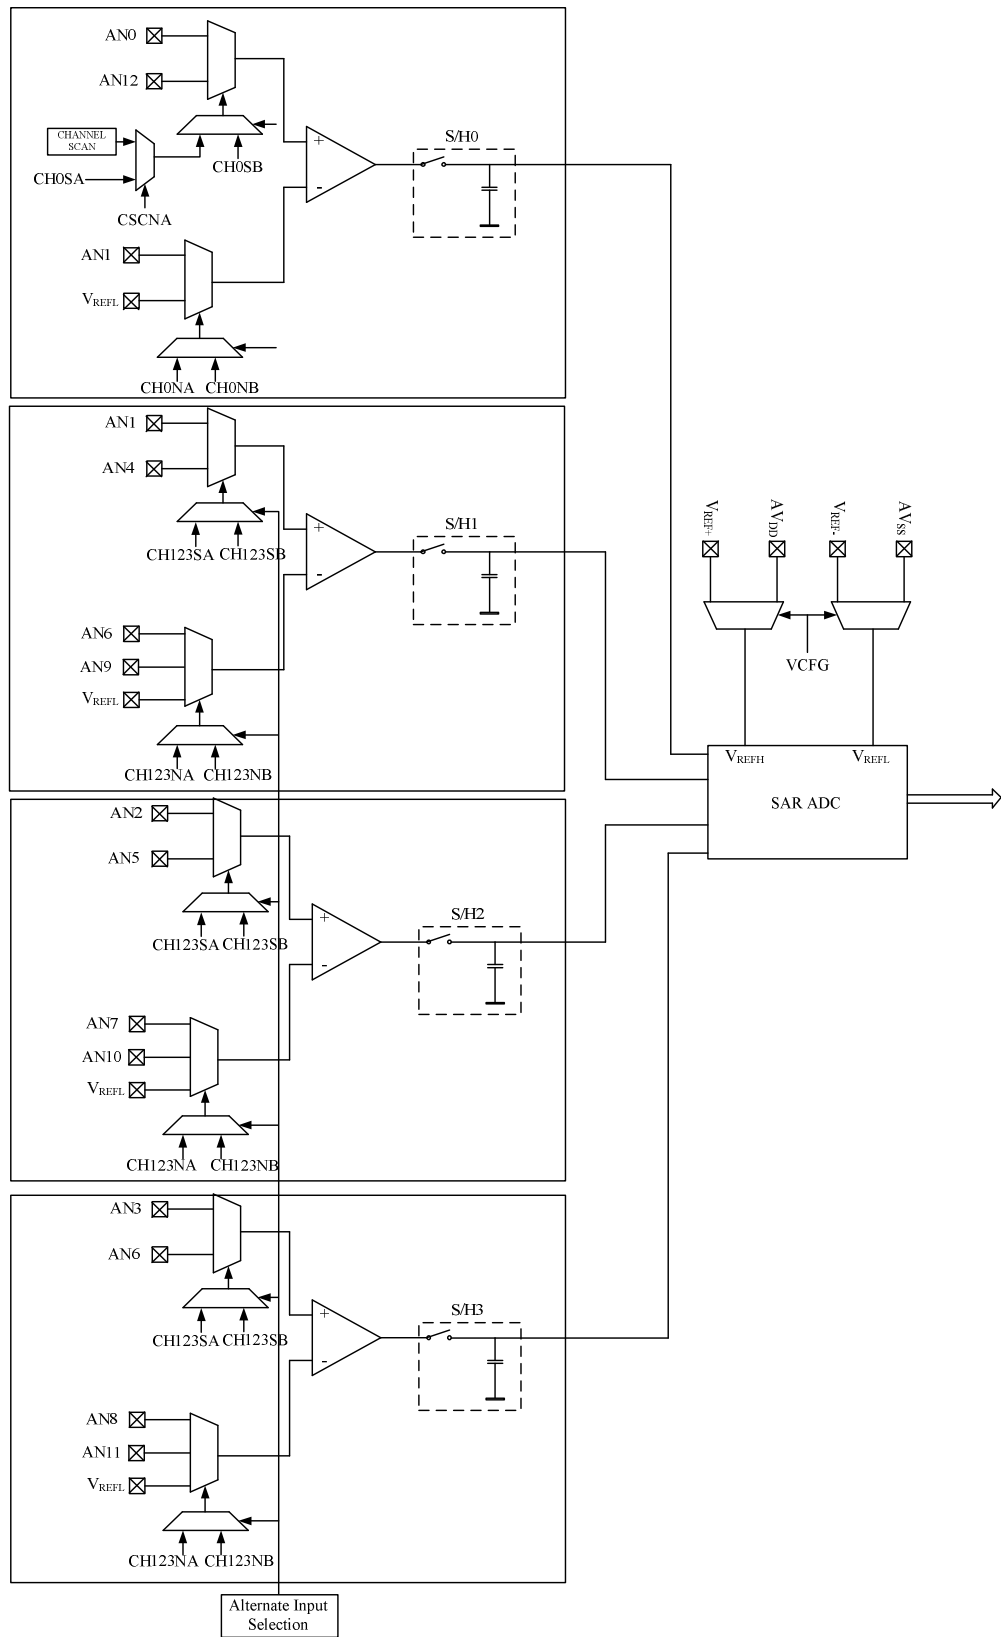 AN0
AN12
CHANNEL
SCAN
CH0SA
CSCNA
CH0SB
+
-
S/H0
AN1
VREFL
CH0NA
CH0NB
AN1
AN4
CH123SA
CH123SB
+
-
S/H1
AN6
AN9
VREFL
CH123NA
CH123NB
VREF+
AVDD
VREF-
AVSS
VCFG
VREFH
VREFL
SAR ADC
AN2
AN5
CH123SA
CH123SB
+
-
S/H2
AN7
AN10
VREFL
CH123NA
CH123NB
AN3
AN6
CH123SA
CH123SB
+
-
S/H3
AN8
AN11
VREFL
CH123NA
CH123NB
Alternate Input
Selection